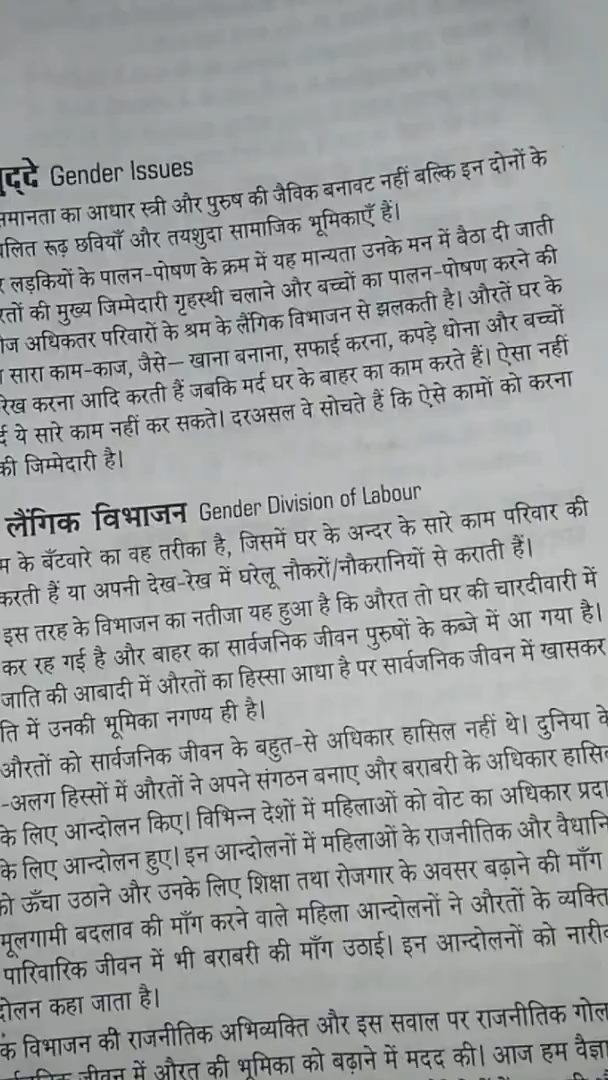 Gender Issues
का आधार स्त्री और पुरुष की जैविक बनावट नहीं बल्कि इन दोनों के
रूढ़ छवियाँ और तयशुदा सामाजिक भूमिकाएँ हैं।
लड़कियों के पालन-पोषण के क्रम में यह मान्यता उनके मन में बैठा दी जाती
की मुख्य जिम्मेदारी गृहस्थी चलाने और बच्चों का पालन-पोषण करने की
अधिकतर परिवारों के श्रम के लैंगिक विभाजन से झलकती है। औरतें घर के
सारा काम-काज, जैसे– खाना बनाना, सफाई करना, कपड़े धोना और बच्चों
रेख करना आदि करती हैं जबकि मर्द घर के बाहर का काम करते हैं। ऐसा नहीं
ये सारे काम नहीं कर सकते। दरअसल वे सोचते हैं कि ऐसे कामों को करना
की जिम्मेदारी है।
लैंगिक विभाजन Gender Division of Labour
के बँटवारे का वह तरीका है, जिसमें घर के अन्दर के सारे काम परिवार की
करती हैं या अपनी देख-रेख में घरेलू नौकरों/नौकरानियों से कराती हैं।
इस तरह के विभाजन का नतीजा यह हुआ है कि औरत तो घर की चारदीवारी में
कर रह गई है और बाहर का सार्वजनिक जीवन पुरुषों के कब्जे में आ गया है।
जाति की आबादी में औरतों का हिस्सा आधा है पर सार्वजनिक जीवन में खासकर
ति में उनकी भूमिका नगण्य ही है।
औरतों को सार्वजनिक जीवन के बहुत-से अधिकार हासिल नहीं थे। दुनिया के
-अलग हिस्सों में औरतों ने अपने संगठन बनाए और बराबरी के अधिकार हासि
के लिए आन्दोलन किए। विभिन्न देशों में महिलाओं को वोट का अधिकार प्रदा
के लिए आन्दोलन हुए। इन आन्दोलनों में महिलाओं के राजनीतिक और वैधानि
को ऊँचा उठाने और उनके लिए शिक्षा तथा रोजगार के अवसर बढ़ाने की माँग
मूलगामी बदलाव की माँग करने वाले महिला आन्दोलनों ने औरतों के व्यक्ति
पारिवारिक जीवन में भी बराबरी की माँग उठाई। इन आन्दोलनों को नारी
कहा जाता है।
विभाजन की राजनीतिक अभिव्यक्ति और इस सवाल पर राजनीतिक गोल
जीवन में औरत की भूमिका को बढ़ाने में मदद की। आज हम वैज्ञा